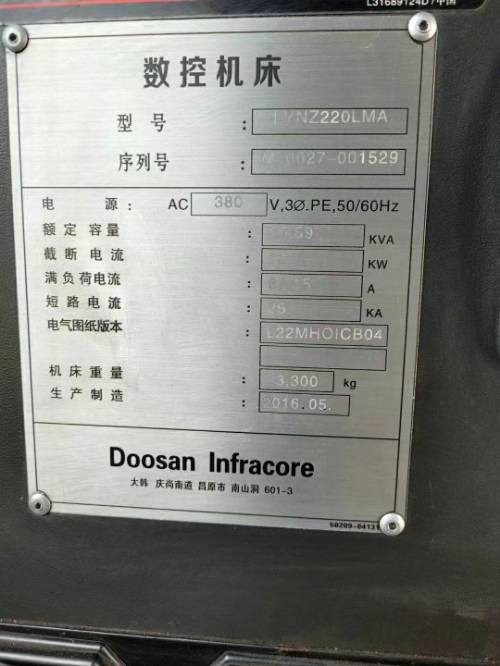 数控机床
型号 : LYNZ220LMA
序列号 : 0027-001529
电 源: AC 380 V,3Ø.PE,50/60Hz
额定容量 : KVA
截断电流 : KW
满负荷电流 : A
短路电流 : KA
电气图纸版本 : L22MHOICB04
机床重量 : 3,300 kg
生产制造 : 2016.05.
Doosan Infracore
大韩 庆尚南道 昌原市 南山洞 601-3